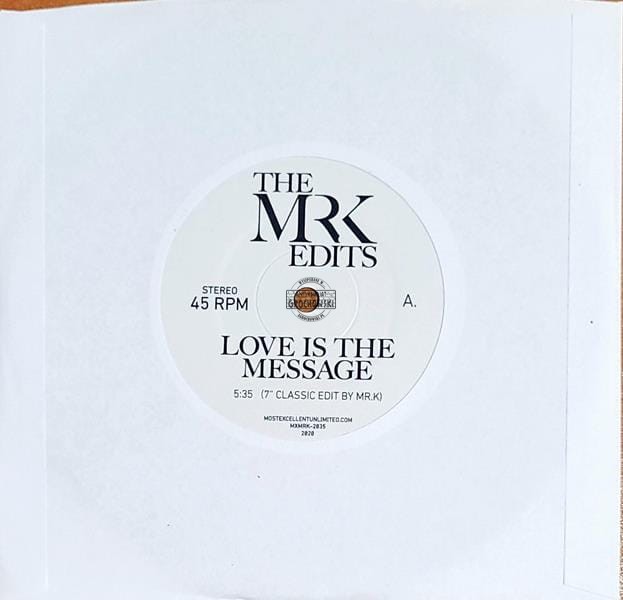 THE
MRK
EDITS
STEREO
45 RPM
GROCHOWSKI
A.
LOVE IS THE
MESSAGE
5:35 (7" CLASSIC EDIT BY MR.K)
MOSTEXCELLENTUNLIMITED.COM
MXMRK-2035
2020